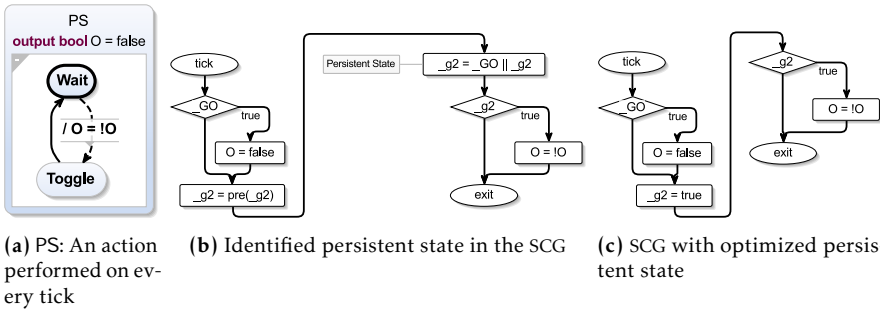 PS
output bool O = false
Wait
/ O = !O
Toggle
tick
_GO
true
O = false
_g2 = pre(_g2)
Persistent State
_g2 = _GO || _g2
_g2
true
O = !O
exit
tick
_GO
true
O = false
_g2 = true
_g2
true
O = !O
exit
(a) PS: An action
performed on ev-
ery tick
(b) Identified persistent state in the SCG
(c) SCG with optimized persis
tent state